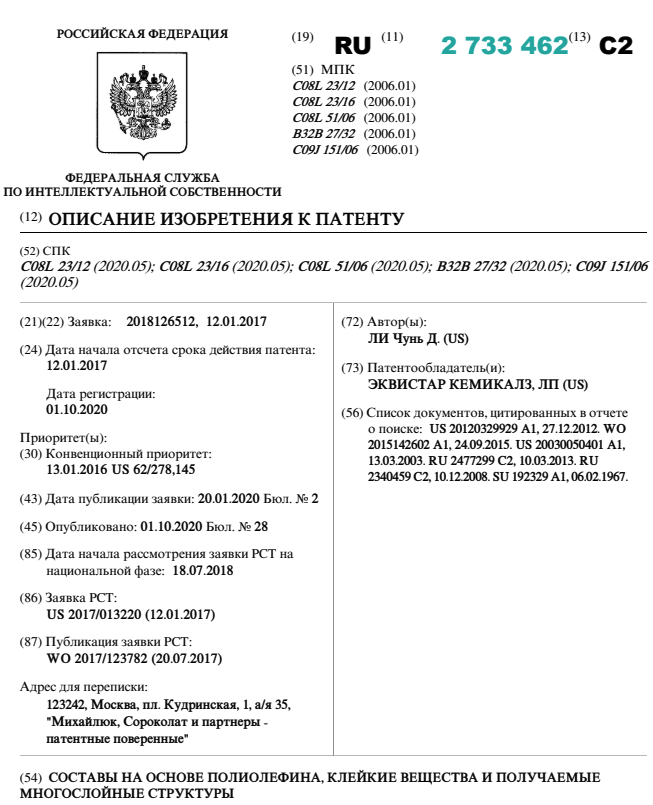 РОССИЙСКАЯ ФЕДЕРАЦИЯ
ФЕДЕРАЛЬНАЯ СЛУЖБА
ПО ИНТЕЛЛЕКТУАЛЬНОЙ СОБСТВЕННОСТИ
(19) RU (11) 2 733 462 (13) C2
(51) МПК
C08L 23/12 (2006.01)
C08L 23/16 (2006.01)
C08L 51/06 (2006.01)
B32B 27/32 (2006.01)
C09J 151/06 (2006.01)
(12) ОПИСАНИЕ ИЗОБРЕТЕНИЯ К ПАТЕНТУ
(52) СПК
C08L 23/12 (2020.05); C08L 23/16 (2020.05); C08L 51/06 (2020.05); B32B 27/32 (2020.05); C09J 151/06
(2020.05)
(21)(22) Заявка: 2018126512, 12.01.2017
(24) Дата начала отсчета срока действия патента:
12.01.2017
Дата регистрации:
01.10.2020
Приоритет(ы):
(30) Конвенционный приоритет:
13.01.2016 US 62/278,145
(43) Дата публикации заявки: 20.01.2020 Бюл. № 2
(45) Опубликовано: 01.10.2020 Бюл. № 28
(85) Дата начала рассмотрения заявки PCT на
национальной фазе: 18.07.2018
(86) Заявка PCT:
US 2017/013220 (12.01.2017)
(87) Публикация заявки PCT:
WO 2017/123782 (20.07.2017)
Адрес для переписки:
123242, Москва, пл. Кудринская, 1, а/я 35,
"Михайлюк, Сороколат и партнеры -
патентные поверенные"
(72) Автор(ы):
ЛИ Чунь Д. (US)
(73) Патентообладатель(и):
ЭКВИСТАР КЕМИКАЛЗ, ЛП (US)
(56) Список документов, цитированных в отчете
о поиске: US 20120329929 A1, 27.12.2012. WO
2015142602 A1, 24.09.2015. US 20030050401 A1,
13.03.2003. RU 2477299 C2, 10.03.2013. RU
2340459 C2, 10.12.2008. SU 192329 A1, 06.02.1967.
(54) СОСТАВЫ НА ОСНОВЕ ПОЛИОЛЕФИНА, КЛЕЙКИЕ ВЕЩЕСТВА И ПОЛУЧАЕМЫЕ
МНОГОСЛОЙНЫЕ СТРУКТУРЫ